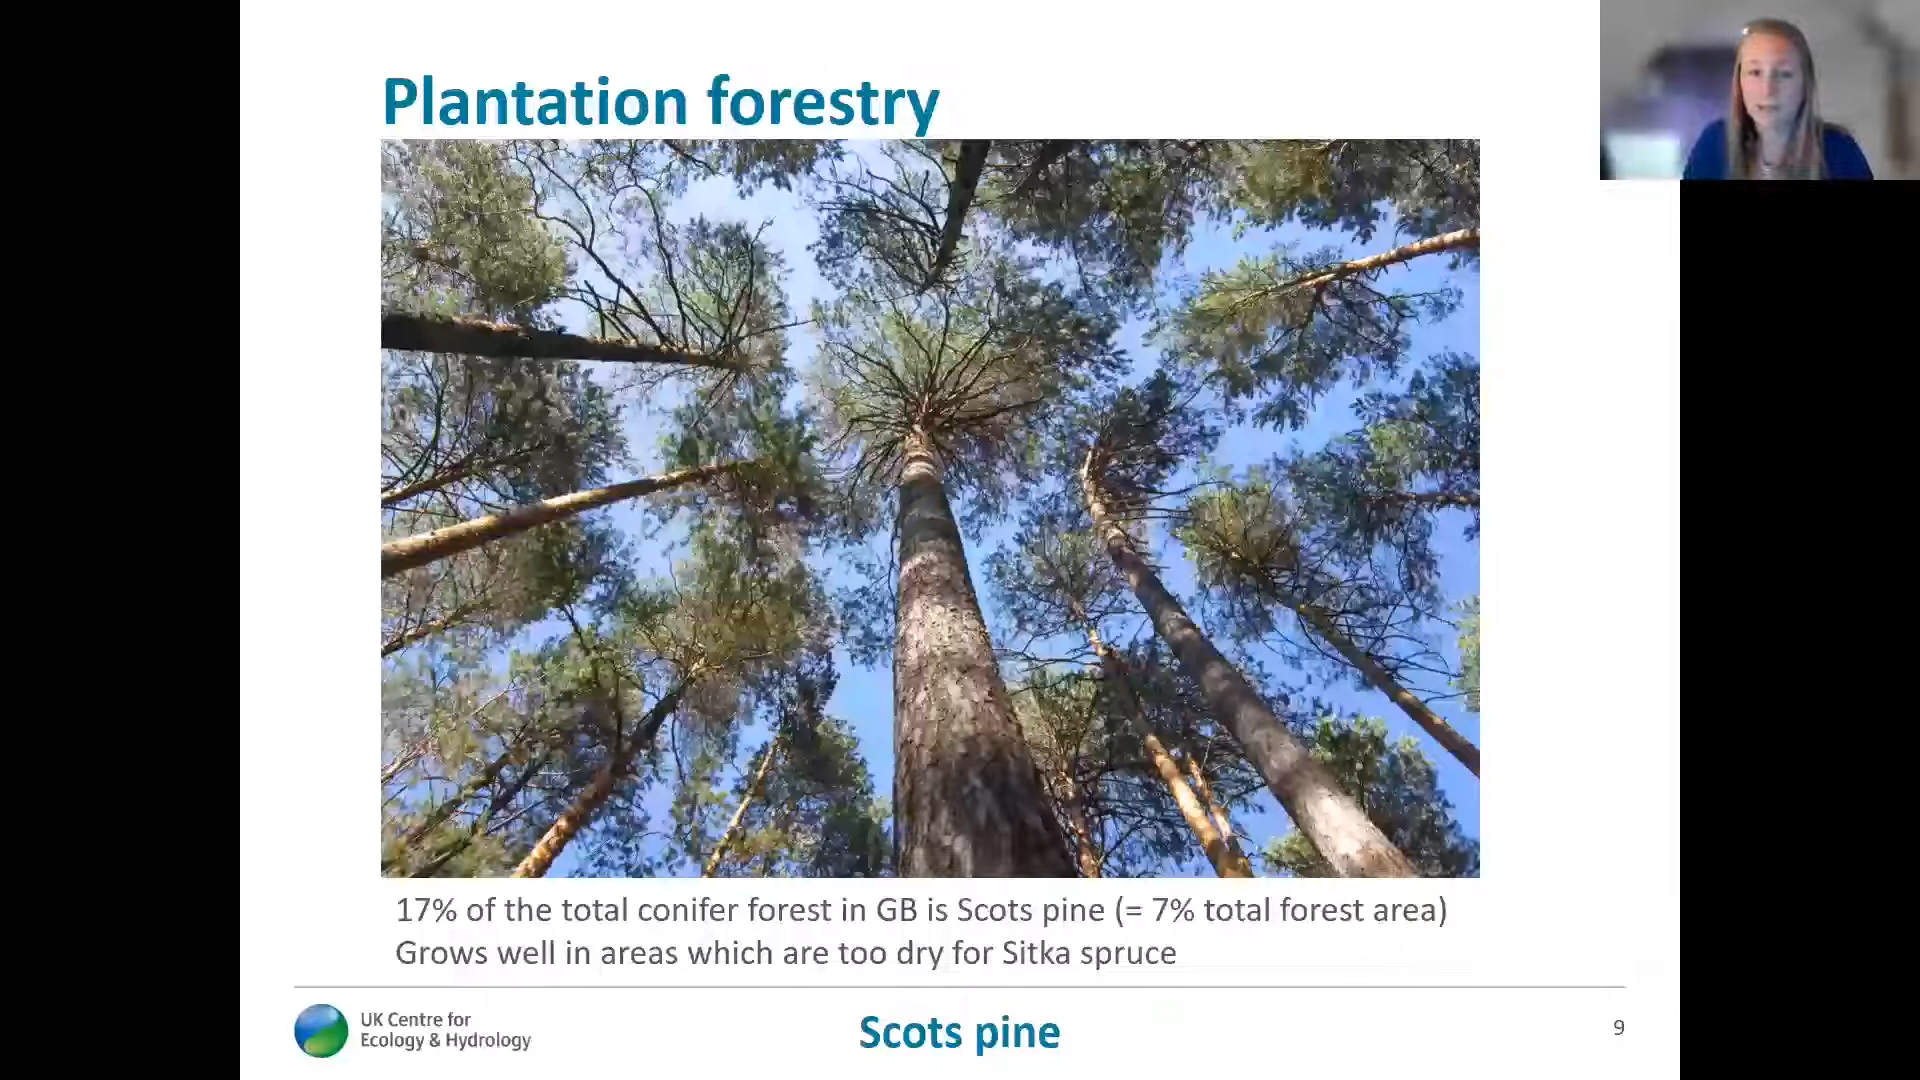 Plantation forestry
17% of the total conifer forest in GB is Scots pine (= 7% total forest area)
Grows well in areas which are too dry for Sitka spruce
UK Centre for
Ecology & Hydrology
Scots pine
9